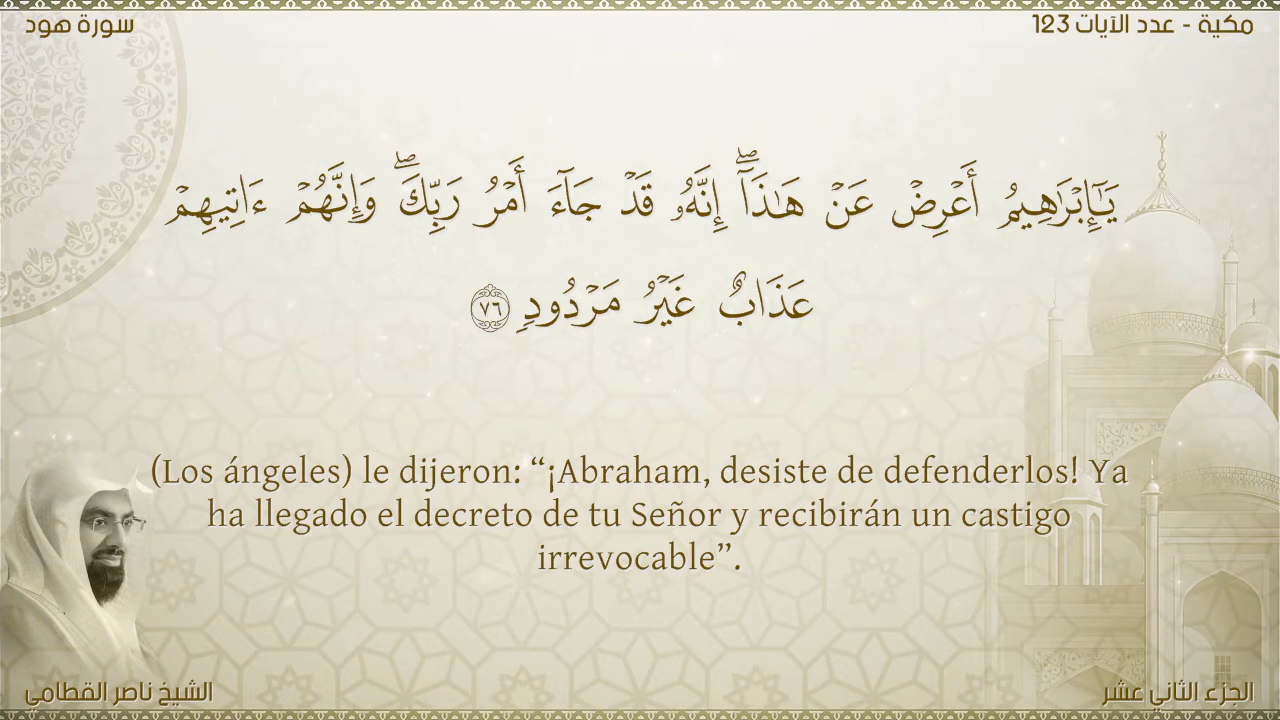 سورة هود
مكية - عدد الآيات 123
يَـٰٓإِبْرَٰهِيمُ أَعْرِضْ عَنْ هَـٰذَآ ۖ إِنَّهُۥ قَدْ جَآءَ أَمْرُ رَبِّكَ ۖ وَإِنَّهُمْ ءَاتِيهِمْ
عَذَابٌ غَيْرُ مَرْدُودٍ ٧٦
(Los ángeles) le dijeron: “¡Abraham, desiste de defenderlos! Ya
ha llegado el decreto de tu Señor y recibirán un castigo
irrevocable”.
الشيخ ناصر القطامي
الجزء الثاني عشر